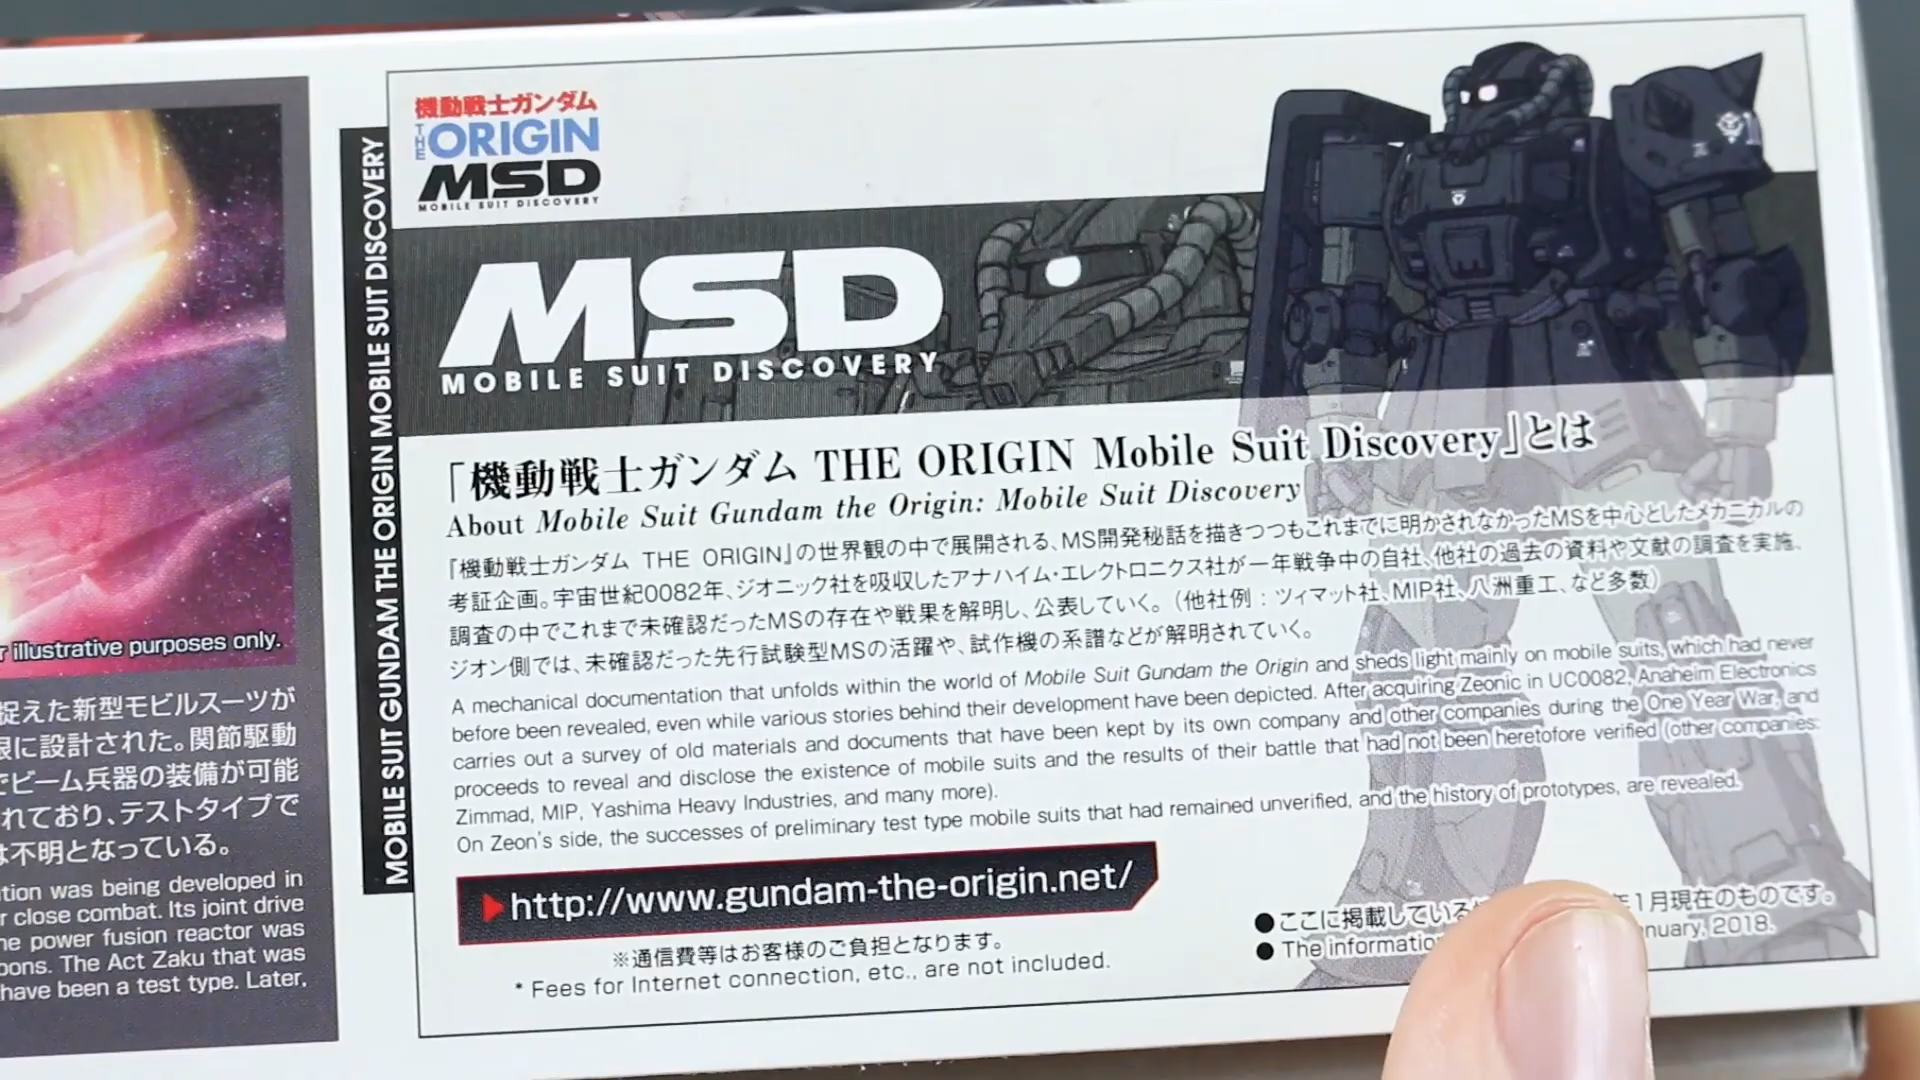 r illustrative purposes only.
捉えた新型モビルスーツが
に設計された。関節駆動
ビーム兵器の装備が可能
れており、テストタイプで
不明となっている。
tion was being developed in
r close combat. Its joint drive
he power fusion reactor was
pons. The Act Zaku that was
have been a test type. Later,
MOBILE SUIT GUNDAM THE ORIGIN MOBILE SUIT DISCOVERY
機動戦士ガンダム
THE ORIGIN
MSD
MOBILE SUIT DISCOVERY
MSD
MOBILE SUIT DISCOVERY
「機動戦士ガンダム THE ORIGIN Mobile Suit Discovery」とは
About Mobile Suit Gundam the Origin: Mobile Suit Discovery
『機動戦士ガンダム THE ORIGIN』の世界観の中で展開される、MS開発秘話を描きつつもこれまでに明かされなかったMSを中心としたメカニカルの
考証企画。宇宙世紀0082年、ジオニック社を吸収したアナハイム・エレクトロニクス社が一年戦争中の自社、他社の過去の資料や文献の調査を実施、
調査の中でこれまで未確認だったMSの存在や戦果を解明し、公表していく。（他社例：ツィマット社、MIP社、八洲重工、など多数）
ジオン側では、未確認だった先行試験型MSの活躍や、試作機の系譜などが解明されていく。
A mechanical documentation that unfolds within the world of Mobile Suit Gundam the Origin and sheds light mainly on mobile suits, which had never
before been revealed, even while various stories behind their development have been depicted. After acquiring Zeonic in UC0082, Anaheim Electronics
carries out a survey of old materials and documents that have been kept by its own company and other companies during the One Year War, and
proceeds to reveal and disclose the existence of mobile suits and the results of their battle that had not been heretofore verified (other companies:
Zimmad, MIP, Yashima Heavy Industries, and many more).
On Zeon's side, the successes of preliminary test type mobile suits that had remained unverified, and the history of prototypes, are revealed.
http://www.gundam-the-origin.net/
※通信費等はお客様のご負担となります。
* Fees for Internet connection, etc., are not included.
●ここに掲載している 年1月現在のものです。
● The informatio nuary, 2018.